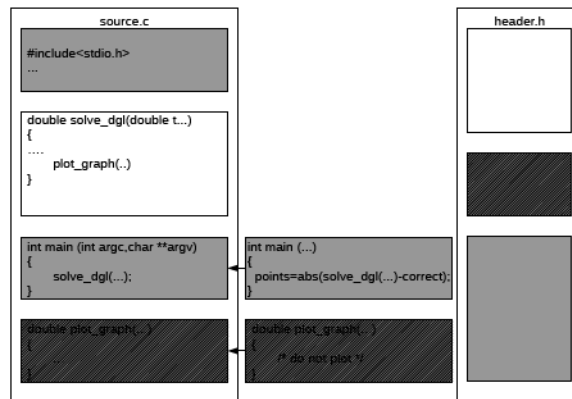 source.c
#include<stdio.h>
...
double solve_dgl(double t...)
{
....
plot_graph(..)
}
int main (int argc,char **argv)
{
solve_dgl(...);
}
double plot_graph(...)
{
...
}
int main (...)
{
points=abs(solve_dgl(...)-correct);
}
double plot_graph(.. )
{
/* do not plot */
}
header.h